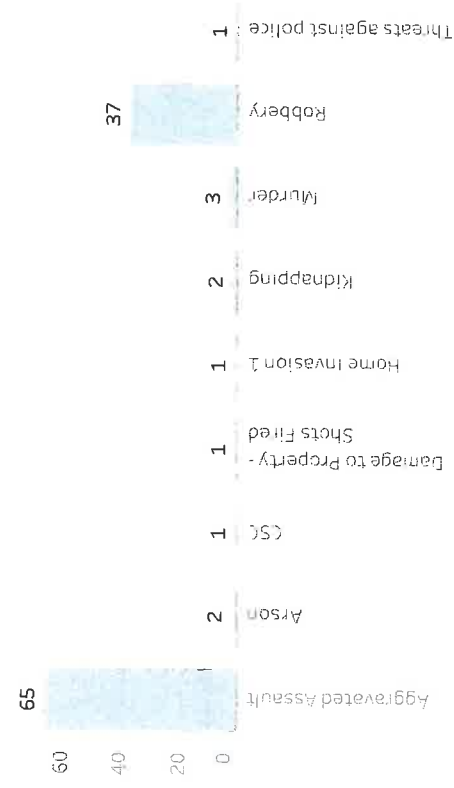 Threats against police
1
Robbery
37
Murder
3
Kidnapping
2
Home Invasion 1
1
Damage to Property -
Shots Fired
1
CSC
1
Arson
2
Aggravated Assault
65
60
40
20
0